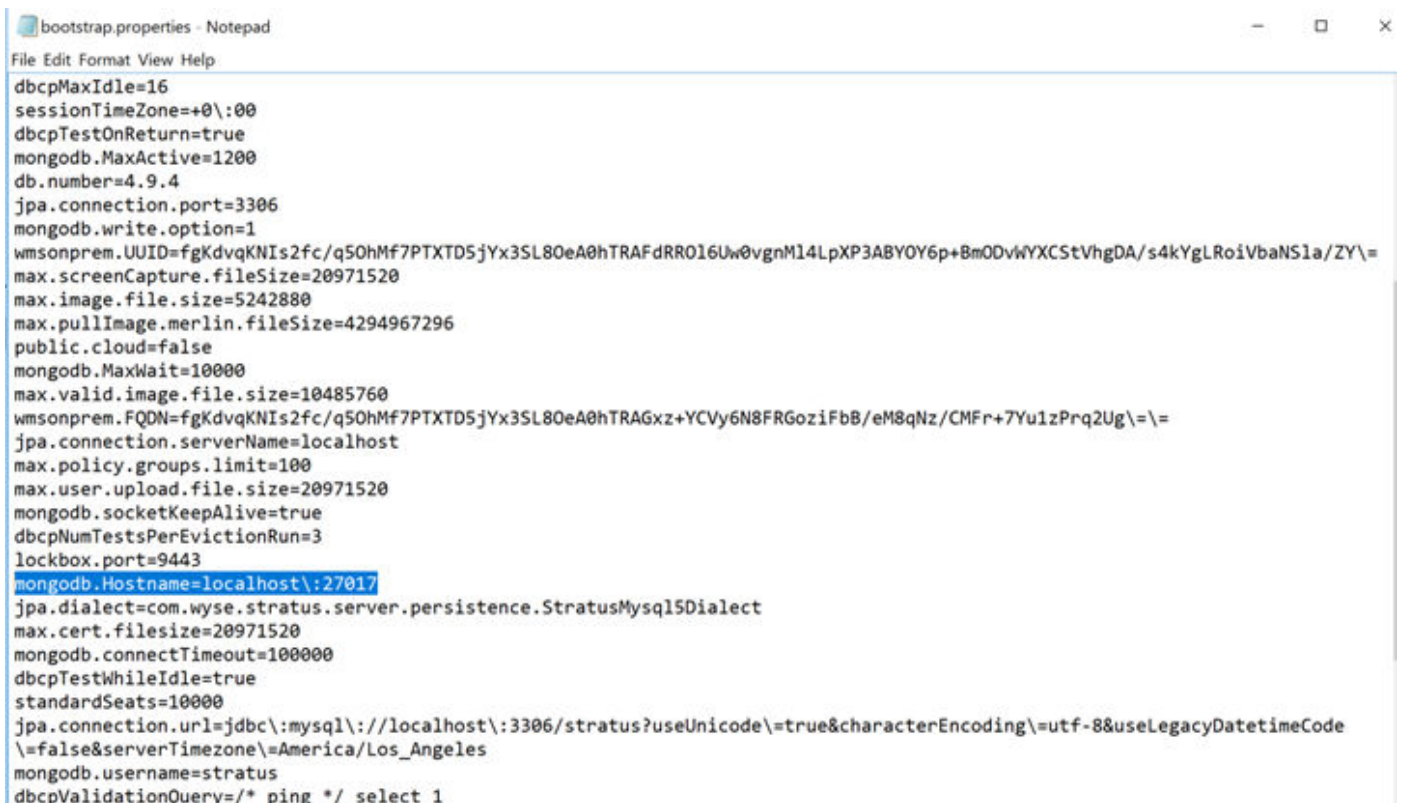 bootstrap.properties - Notepad
File Edit Format View Help
dbcpMaxIdle=16
sessionTimeZone=+0\:00
dbcpTestOnReturn=true
mongodb.MaxActive=1200
db.number=4.9.4
jpa.connection.port=3306
mongodb.write.option=1
wmsonprem.UUID=fgKdvqKNIs2fc/q5OhMf7PTXTD5jYx3SL8OeA0hTRAFdRROl6Uw0vgnMl4LpXP3ABYOY6p+BmODvWYXCStVhgDA/s4kYgLRoiVbaNSla/ZY\=
max.screenCapture.fileSize=20971520
max.image.file.size=5242880
max.pullImage.merlin.fileSize=4294967296
public.cloud=false
mongodb.MaxWait=10000
max.valid.image.file.size=10485760
wmsonprem.FQDN=fgKdvqKNIs2fc/q5OhMf7PTXTD5jYx3SL8OeA0hTRAGxz+YCVy6N8FRGoziFbB/eM8qNz/CMFr+7Yu1zPrq2Ug\=\=
jpa.connection.serverName=localhost
max.policy.groups.limit=100
max.user.upload.file.size=20971520
mongodb.socketKeepAlive=true
dbcpNumTestsPerEvictionRun=3
lockbox.port=9443
mongodb.Hostname=localhost\:27017
jpa.dialect=com.wyse.stratus.server.persistence.StratusMysql5Dialect
max.cert.filesize=20971520
mongodb.connectTimeout=100000
dbcpTestWhileIdle=true
standardSeats=10000
jpa.connection.url=jdbc\:mysql\://localhost\:3306/stratus?useUnicode\=true&characterEncoding\=utf-8&useLegacyDatetimeCode
\=false&serverTimezone\=America/Los_Angeles
mongodb.username=stratus
dbcpValidationQuery=/* ping */ select 1